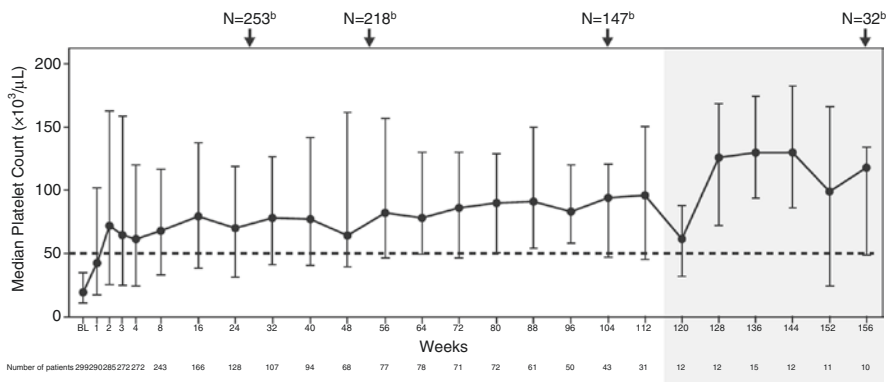 N=253ᵇ N=218ᵇ N=147ᵇ N=32ᵇ
Median Platelet Count (×10³/μL)
200
150
100
50
0
BL 1 2 3 4 8 16 24 32 40 48 56 64 72 80 88 96 104 112 120 128 136 144 152 156
Weeks
Number of patients 299 290 285 272 272 243 166 128 107 94 68 77 78 71 72 61 50 43 31 12 12 15 12 11 10